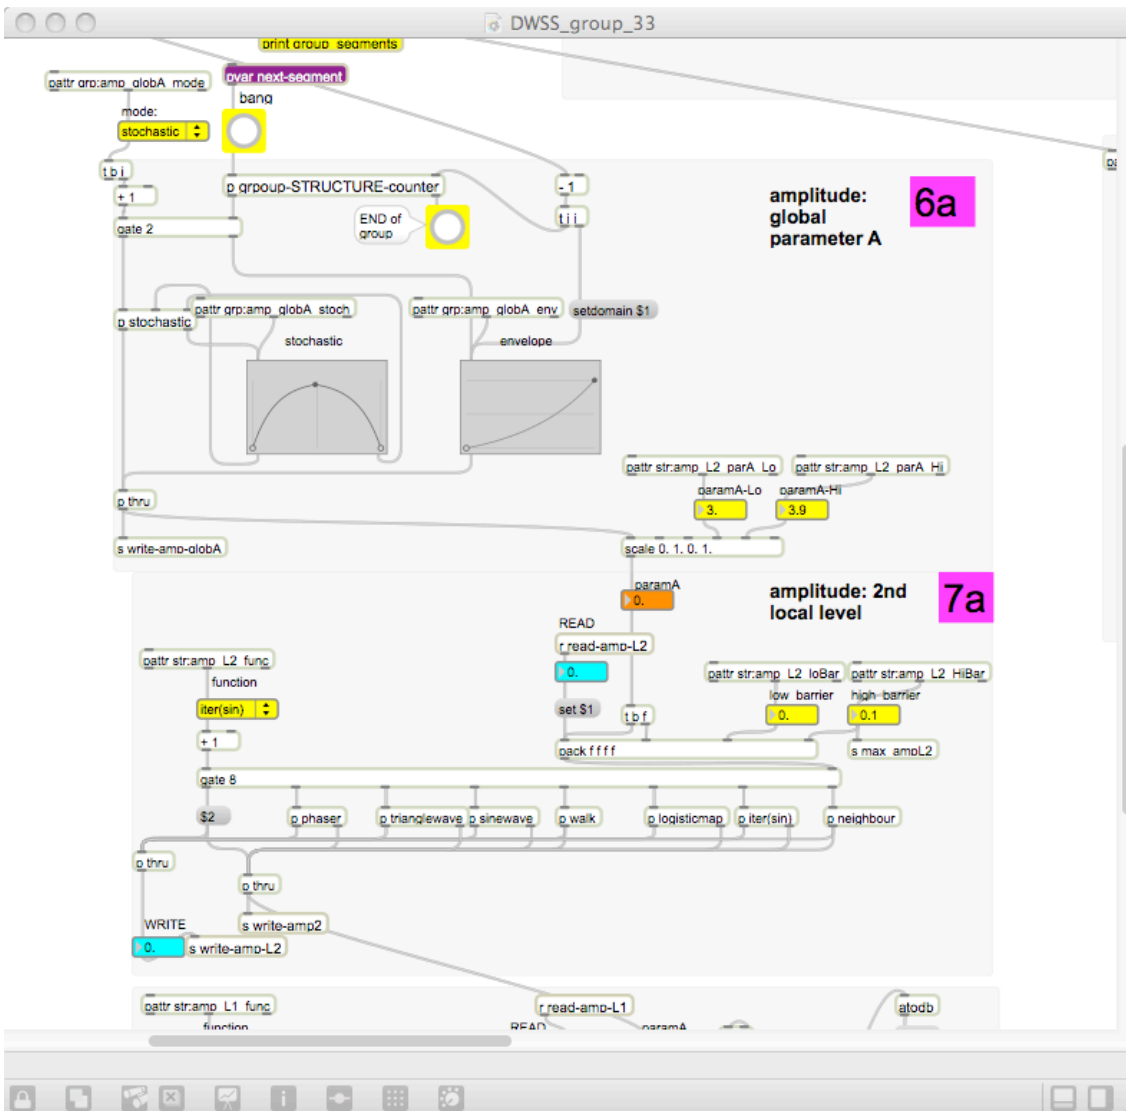 DWSS_group_33
print group_segments
pattr grp:amp_globA_mode
pvar next-segment
bang
mode:
stochastic
t b i
p grpoup-STRUCTURE-counter
- 1
+ 1
END of
group
t i i
gate 2
amplitude:
global
parameter A
6a
pattr grp:amp_globA_stoch
pattr grp:amp_globA_env
setdomain $1
p stochastic
stochastic
envelope
pattr str:amp_L2_parA_Lo
pattr str:amp_L2_parA_Hi
paramA-Lo
paramA-Hi
3.
3.9
p thru
s write-amp-globA
scale 0. 1. 0. 1.
paramA
0.
amplitude: 2nd
local level
7a
READ
r read-amp-L2
0.
pattr str:amp_L2_func
function
pattr str:amp_L2_loBar
pattr str:amp_L2_HiBar
low_barrier
high_barrier
iter(sin)
set $1
t b f
0.
0.1
+ 1
pack f f f f
s max_ampL2
gate 8
$2
p phaser
p trianglewave
p sinewave
p walk
p logisticmap
p iter(sin)
p neighbour
p thru
p thru
WRITE
s write-amp2
0.
s write-amp-L2
pattr str:amp_L1_func
r read-amp-L1
atodb
function
READ
paramA